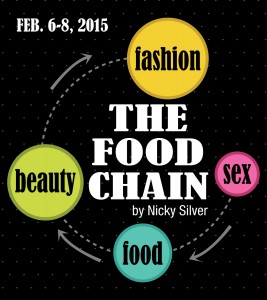 FEB. 6-8, 2015
fashion
THE
FOOD
CHAIN
by Nicky Silver
sex
beauty
food